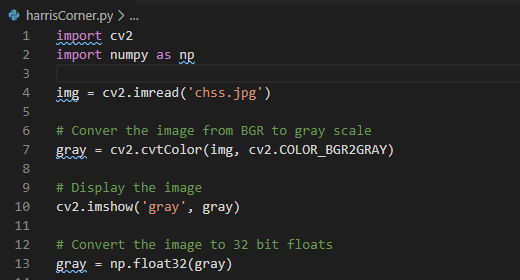 harrisCorner.py > ...
1 import cv2
2 import numpy as np
3
4 img = cv2.imread('chss.jpg')
5
6 # Conver the image from BGR to gray scale
7 gray = cv2.cvtColor(img, cv2.COLOR_BGR2GRAY)
8
9 # Display the image
10 cv2.imshow('gray', gray)
11
12 # Convert the image to 32 bit floats
13 gray = np.float32(gray)